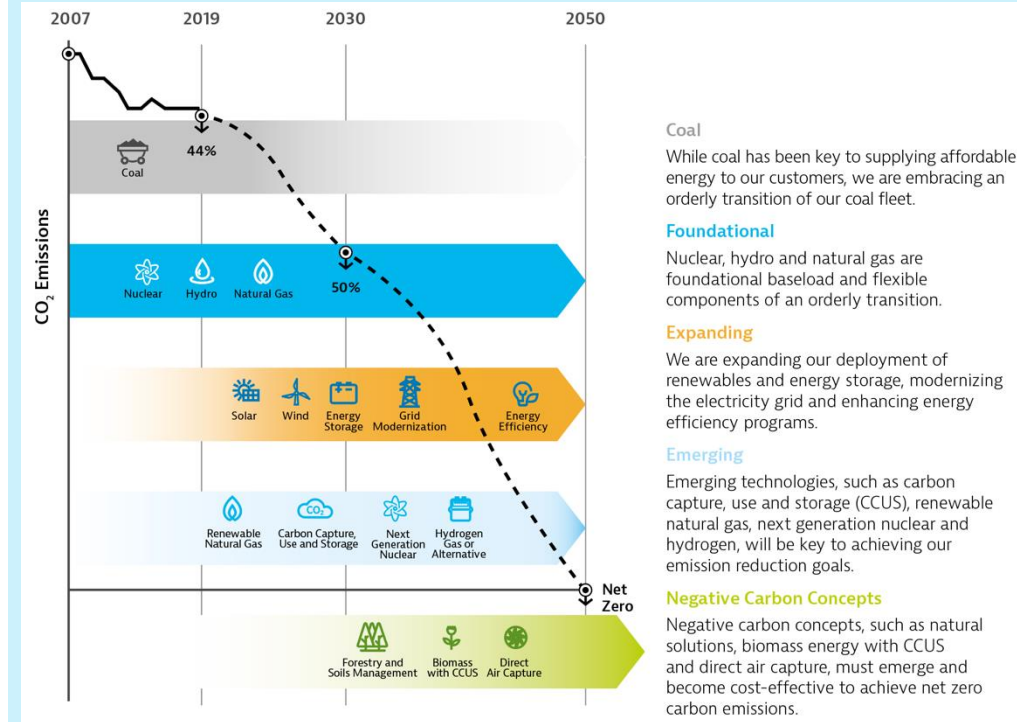 2007
2019
2030
2050
CO₂ Emissions
44%
Coal
50%
Nuclear
Hydro
Natural Gas
Solar
Wind
Energy
Storage
Grid
Modernization
Energy
Efficiency
Renewable
Natural Gas
CO₂
Carbon Capture,
Use and Storage
Next
Generation
Nuclear
Hydrogen
Gas or
Alternative
Net
Zero
Forestry and
Soils Management
Biomass
with CCUS
Direct
Air Capture
Coal
While coal has been key to supplying affordable
energy to our customers, we are embracing an
orderly transition of our coal fleet.
Foundational
Nuclear, hydro and natural gas are
foundational baseload and flexible
components of an orderly transition.
Expanding
We are expanding our deployment of
renewables and energy storage, modernizing
the electricity grid and enhancing energy
efficiency programs.
Emerging
Emerging technologies, such as carbon
capture, use and storage (CCUS), renewable
natural gas, next generation nuclear and
hydrogen, will be key to achieving our
emission reduction goals.
Negative Carbon Concepts
Negative carbon concepts, such as natural
solutions, biomass energy with CCUS
and direct air capture, must emerge and
become cost-effective to achieve net zero
carbon emissions.